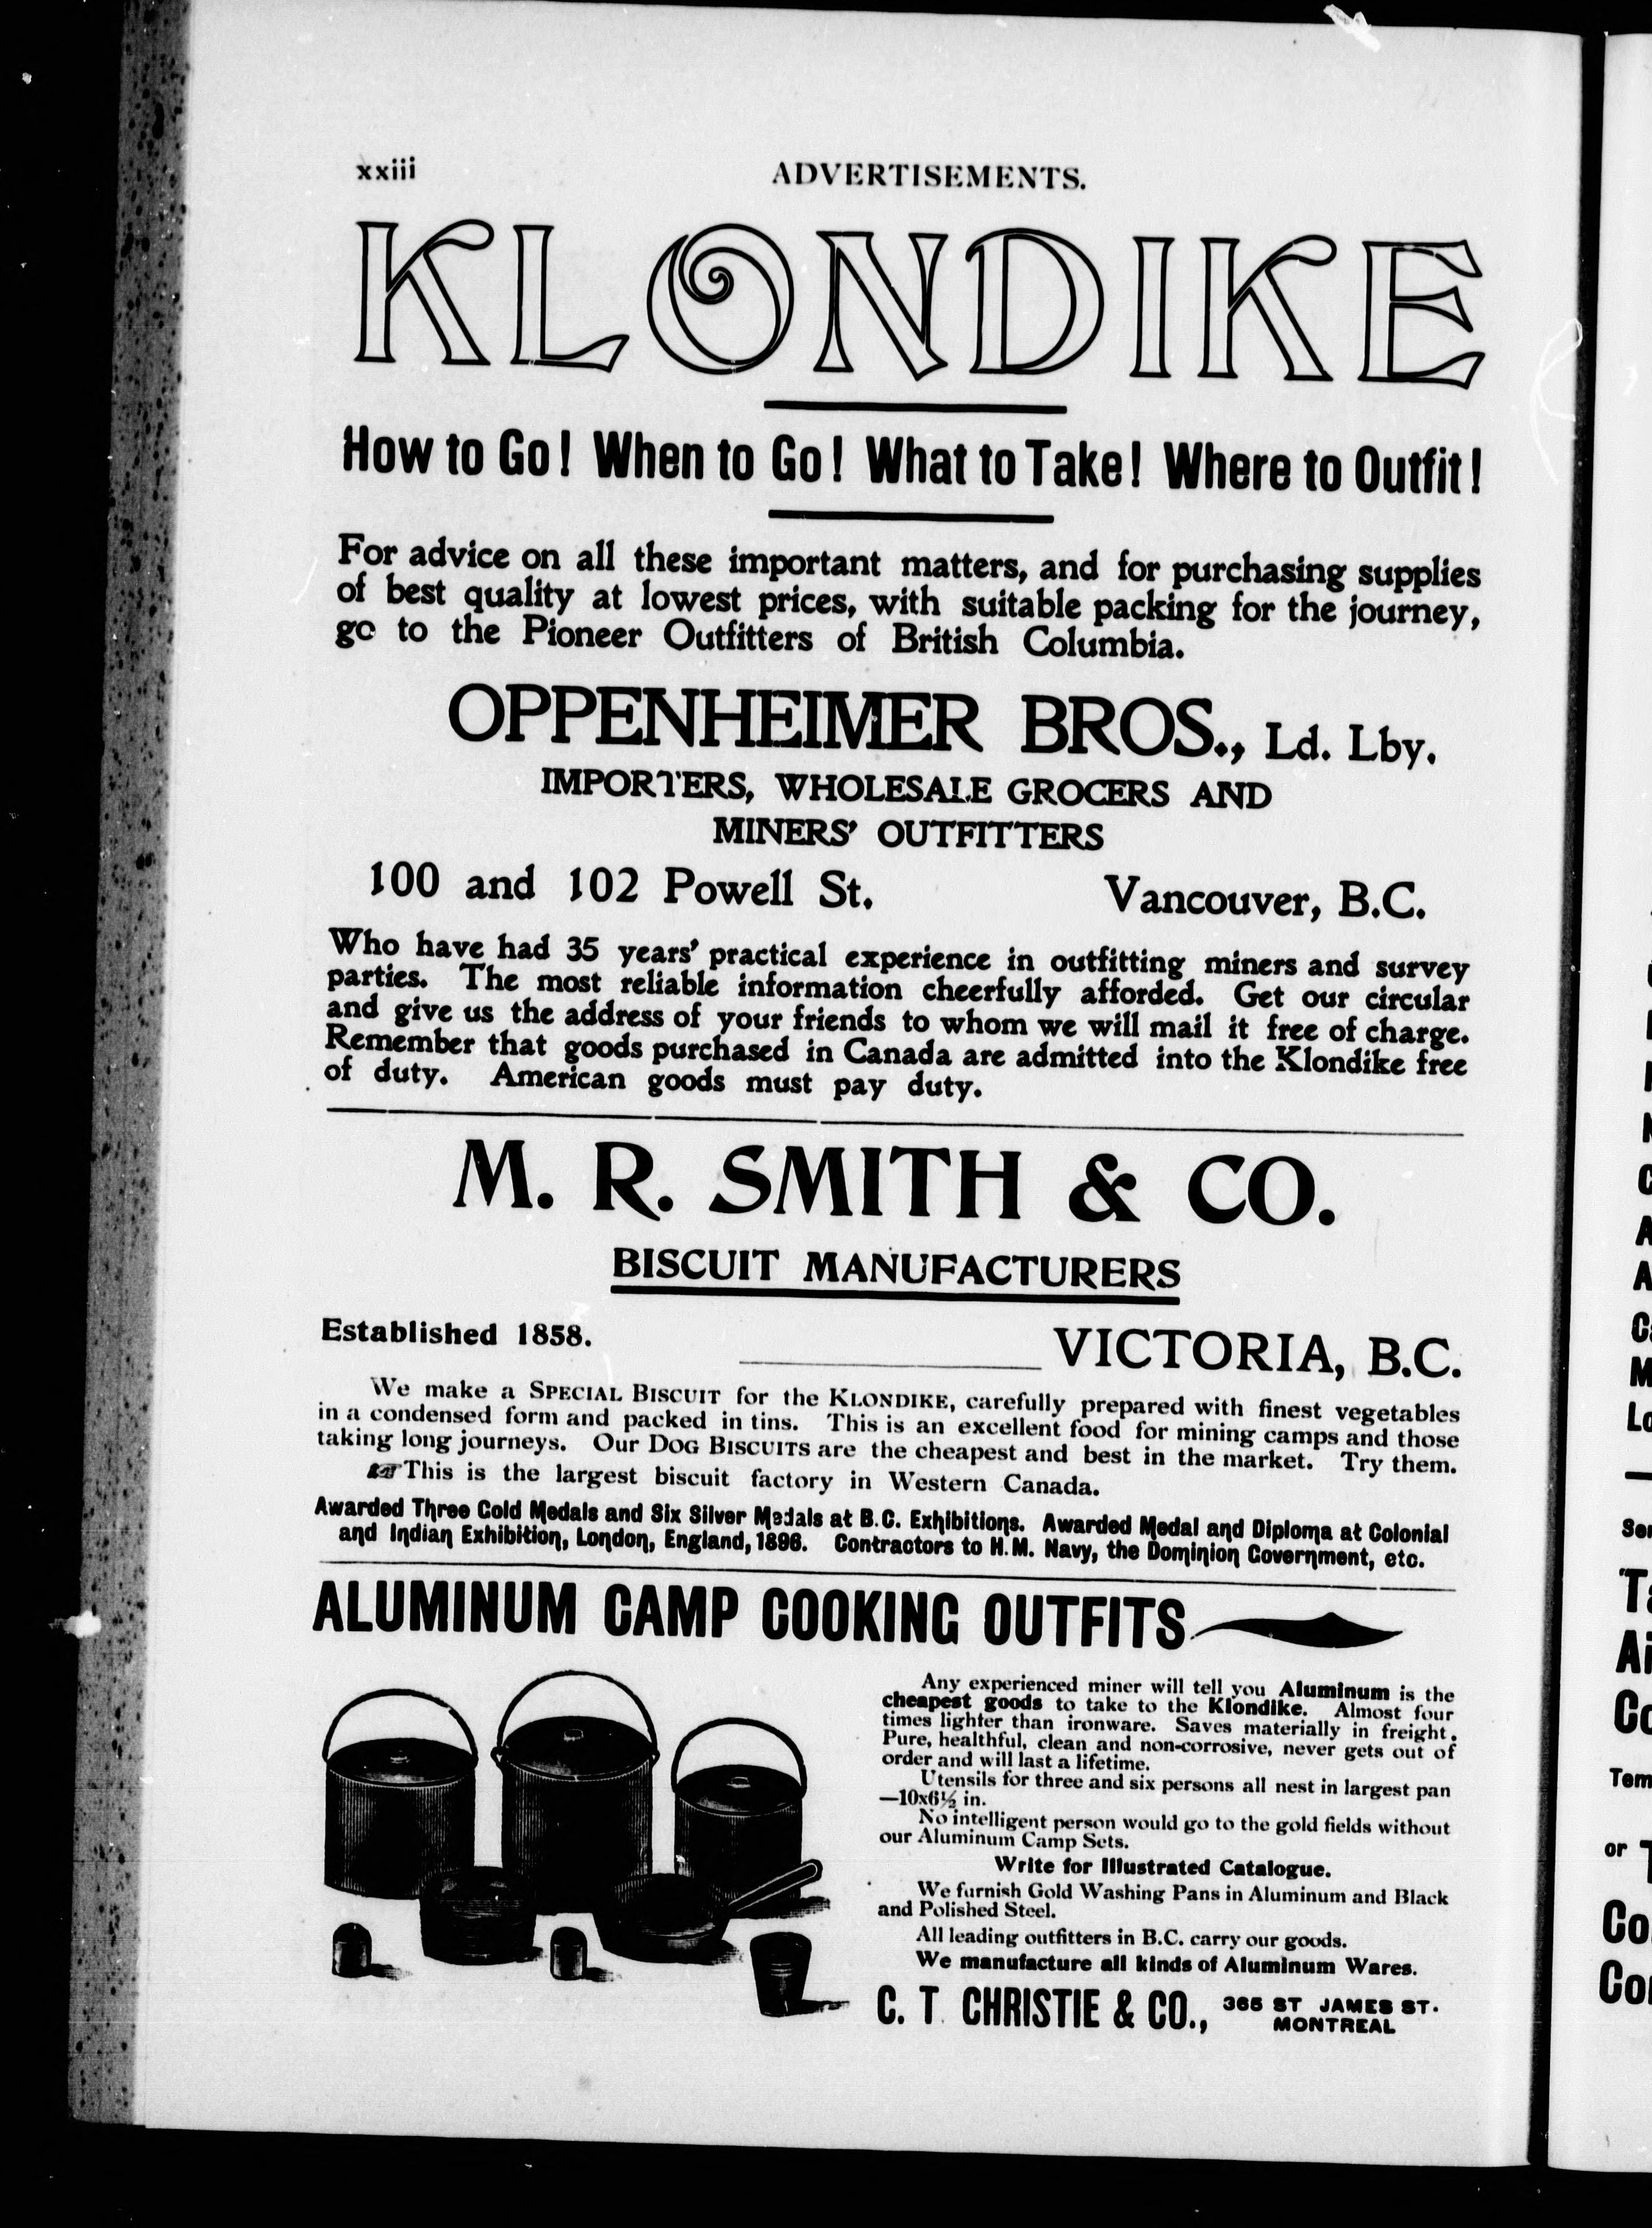 xxiii
ADVERTISEMENTS.
KLONDIKE
How to Go! When to Go! What to Take! Where to Outfit!
For advice on all these important matters, and for purchasing supplies
of best quality at lowest prices, with suitable packing for the journey,
go to the Pioneer Outfitters of British Columbia.
OPPENHEIMER BROS., Ld. Lby.
IMPORTERS, WHOLESALE GROCERS AND
MINERS' OUTFITTERS
100 and 102 Powell St. Vancouver, B.C.
Who have had 35 years' practical experience in outfitting miners and survey
parties. The most reliable information cheerfully afforded. Get our circular
and give us the address of your friends to whom we will mail it free of charge.
Remember that goods purchased in Canada are admitted into the Klondike free
of duty. American goods must pay duty.
M. R. SMITH & CO.
BISCUIT MANUFACTURERS
Established 1858. VICTORIA, B.C.
We make a SPECIAL BISCUIT for the KLONDIKE, carefully prepared with finest vegetables
in a condensed form and packed in tins. This is an excellent food for mining camps and those
taking long journeys. Our DOG BISCUITS are the cheapest and best in the market. Try them.
☞This is the largest biscuit factory in Western Canada.
Awarded Three Gold Medals and Six Silver Medals at B.C. Exhibitions. Awarded Medal and Diploma at Colonial
and Indian Exhibition, London, England, 1896. Contractors to H.M. Navy, the Dominion Government, etc.
ALUMINUM CAMP COOKING OUTFITS
Any experienced miner will tell you Aluminum is the
cheapest goods to take to the Klondike. Almost four
times lighter than ironware. Saves materially in freight.
Pure, healthful, clean and non-corrosive, never gets out of
order and will last a lifetime.
Utensils for three and six persons all nest in largest pan
—10x6½ in.
No intelligent person would go to the gold fields without
our Aluminum Camp Sets.
Write for Illustrated Catalogue.
We furnish Gold Washing Pans in Aluminum and Black
and Polished Steel.
All leading outfitters in B.C. carry our goods.
We manufacture all kinds of Aluminum Wares.
C. T. CHRISTIE & CO., 365 ST JAMES ST.
MONTREAL